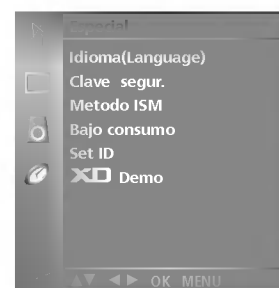 Especial
Idioma(Language)
Clave segur.
Metodo ISM
Bajo consumo
Set ID
XD Demo
OK MENU